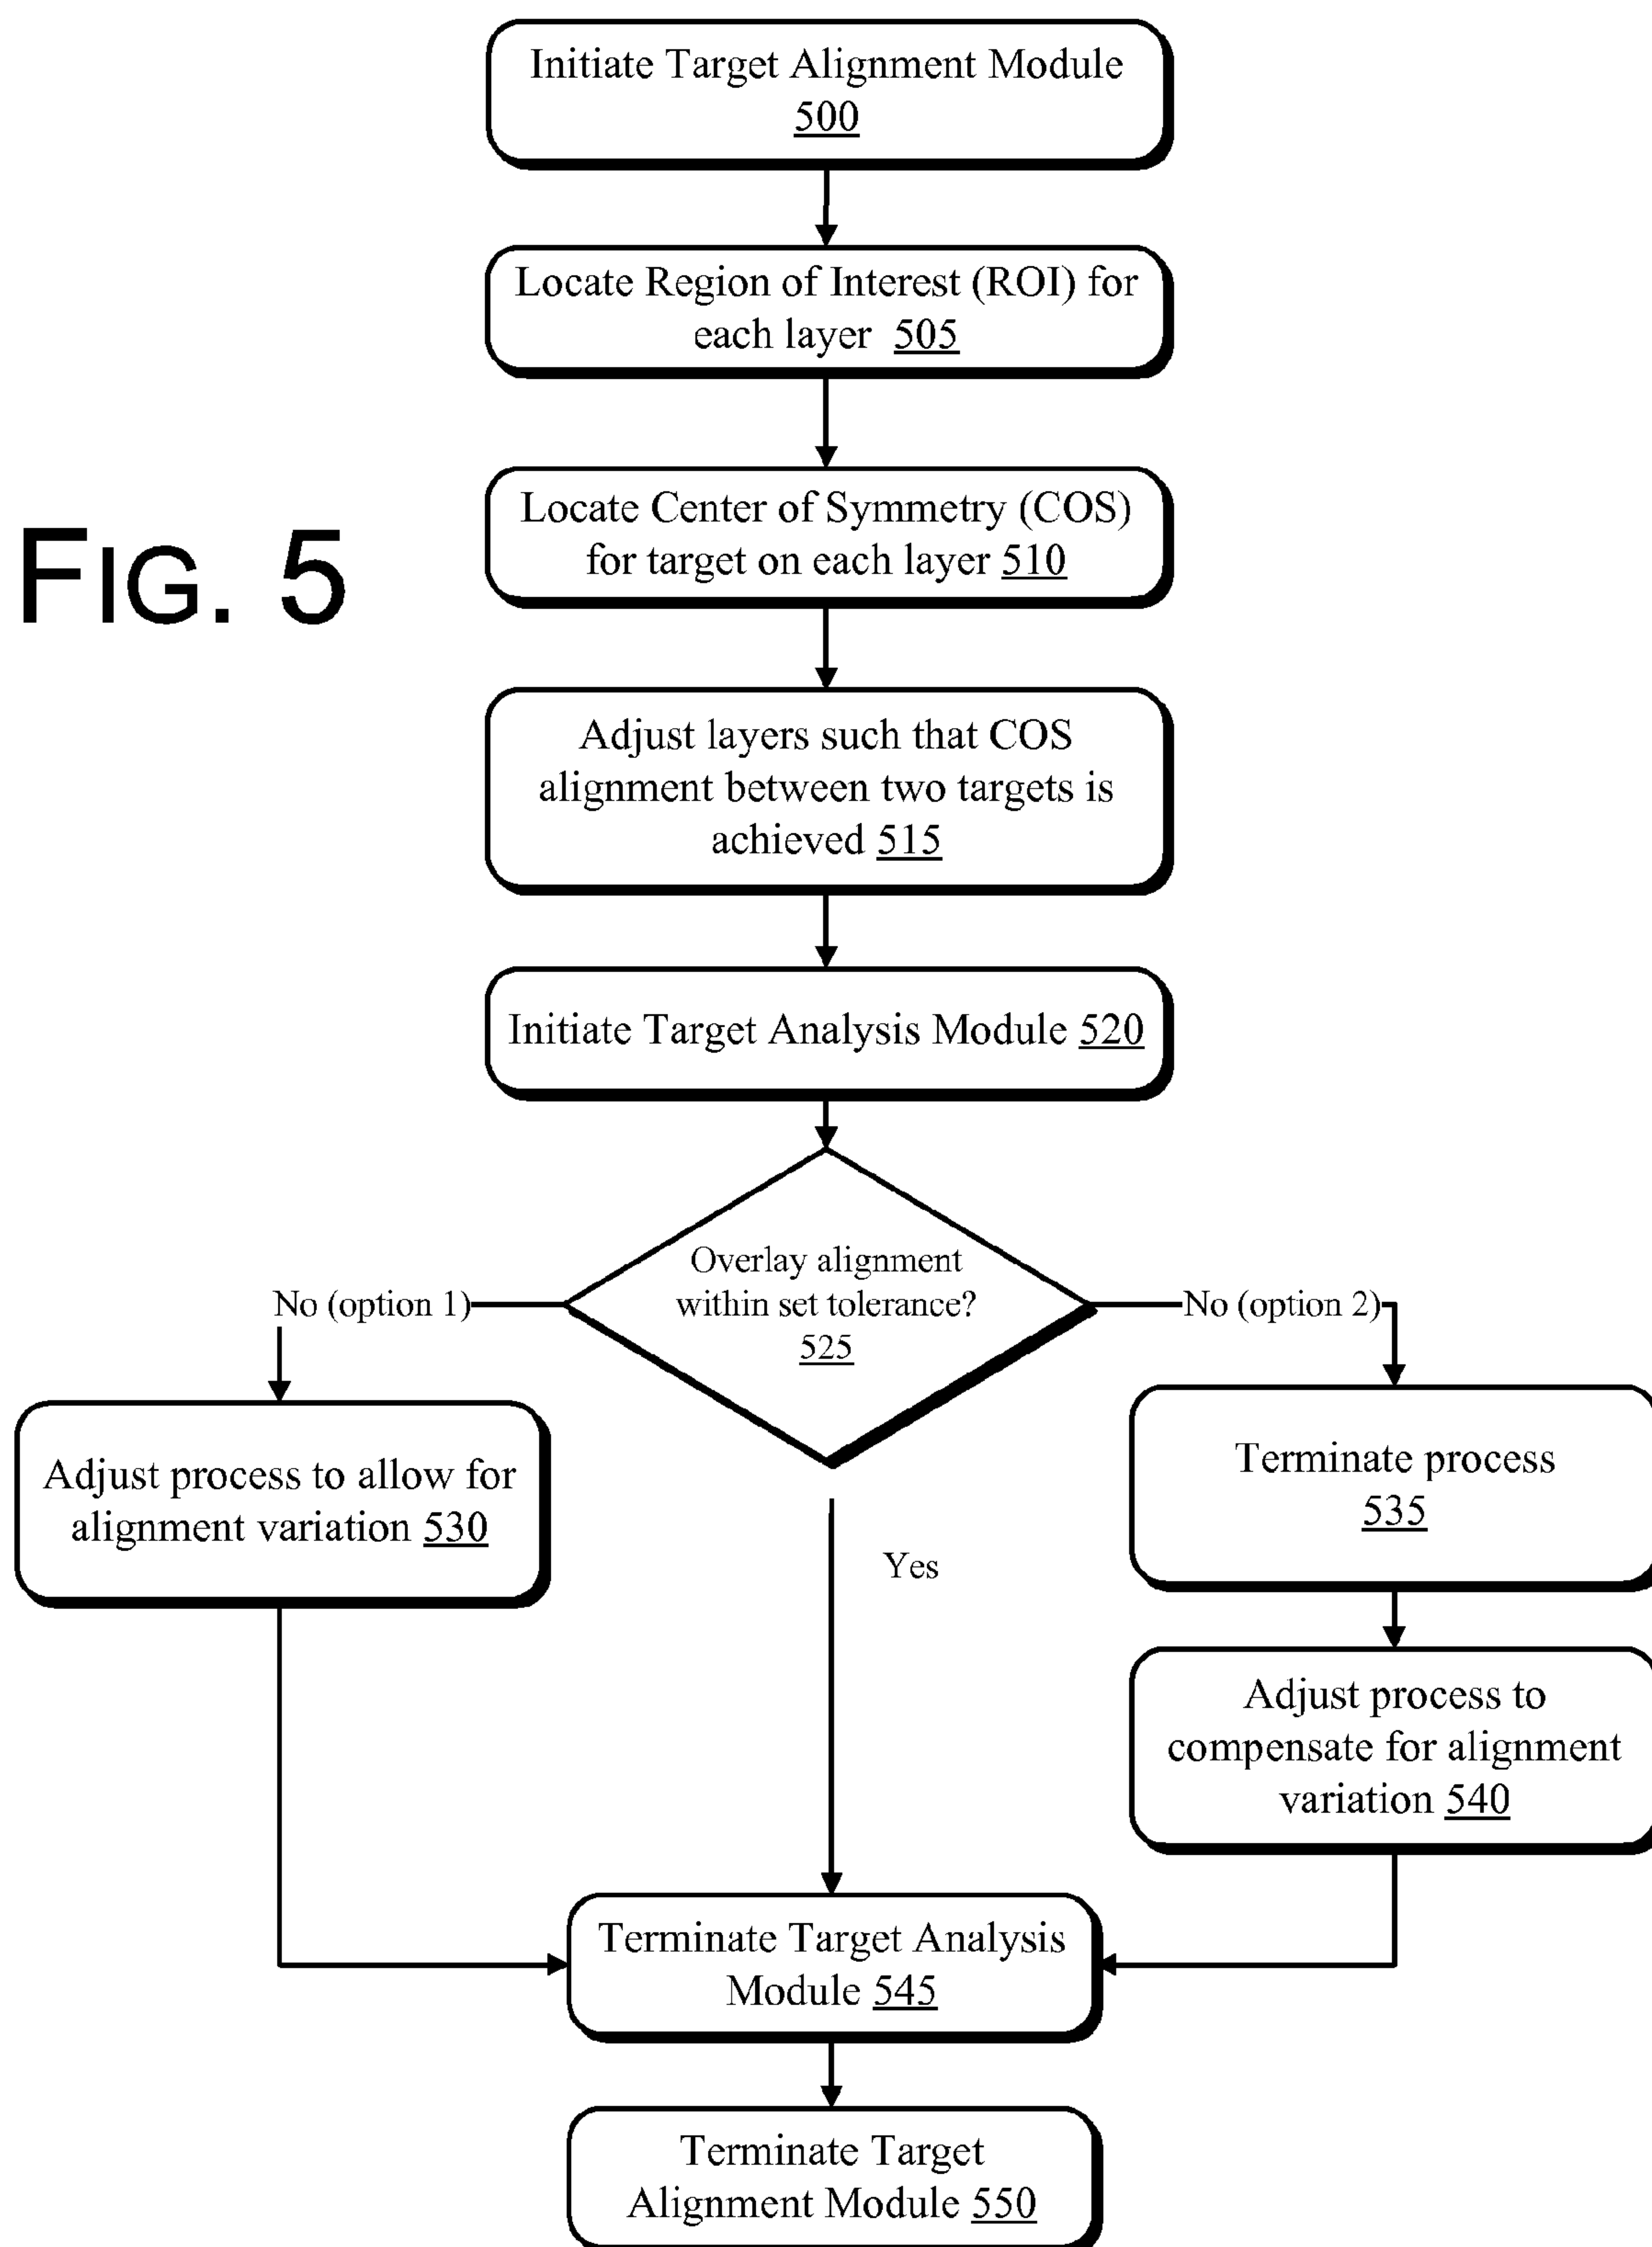 Initiate Target Alignment Module
500
Locate Region of Interest (ROI) for
each layer 505
Locate Center of Symmetry (COS)
for target on each layer 510
FIG. 5
Adjust layers such that COS
alignment between two targets is
achieved 515
Initiate Target Analysis Module 520
Overlay alignment
within set tolerance?
525
No (option 1)
No (option 2)
Adjust process to allow for
alignment variation 530
Terminate process
535
Yes
Adjust process to
compensate for alignment
variation 540
Terminate Target Analysis
Module 545
Terminate Target
Alignment Module 550